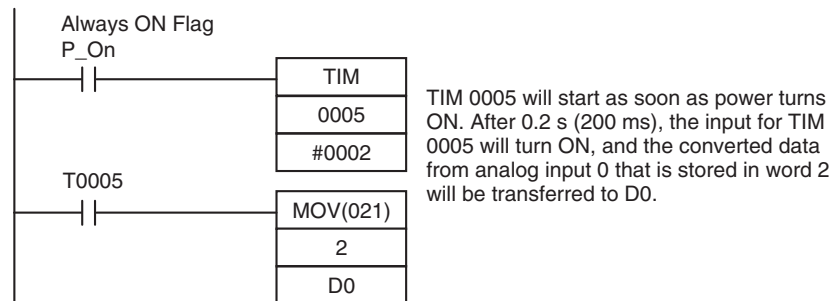 Always ON Flag
P_On
TIM
0005
#0002
TIM 0005 will start as soon as power turns
ON. After 0.2 s (200 ms), the input for TIM
0005 will turn ON, and the converted data
from analog input 0 that is stored in word 2
will be transferred to D0.
T0005
MOV(021)
2
D0